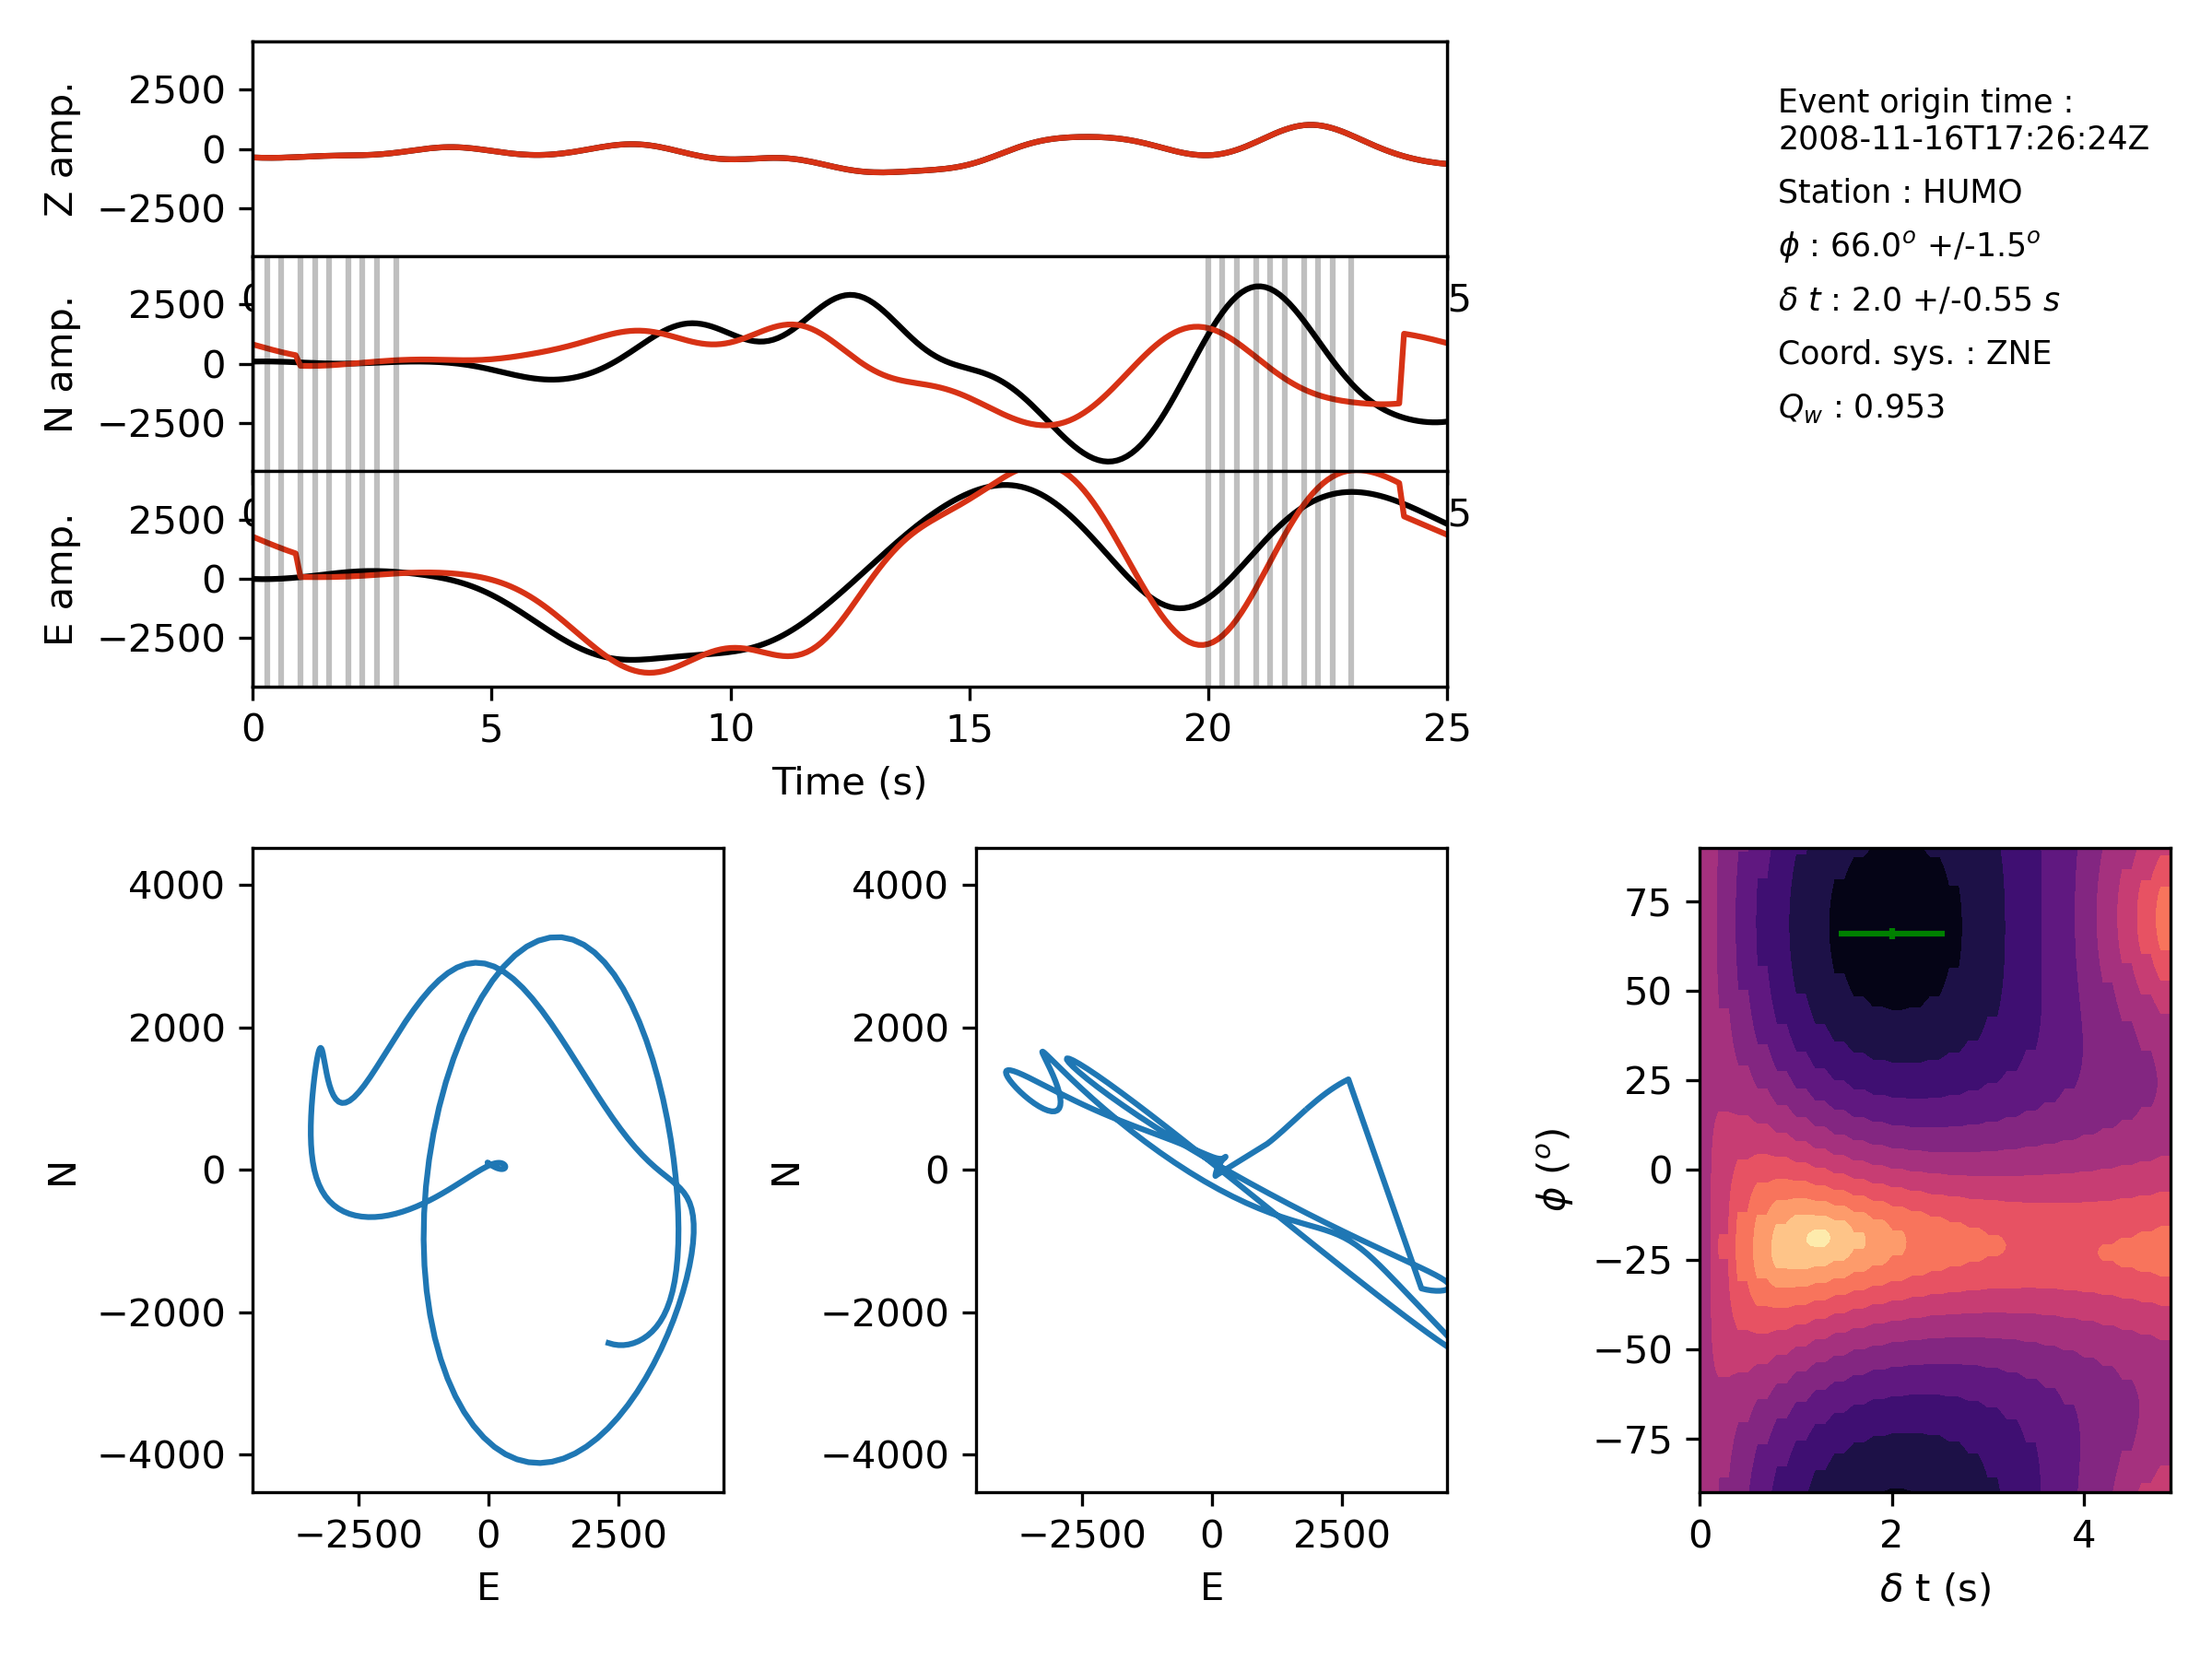 Z amp.
2500
0
−2500
N amp.
2500
0
−2500
5
E amp.
2500
0
−2500
5
0 5 10 15 20 25
Time (s)
Event origin time :
2008-11-16T17:26:24Z
Station : HUMO
ϕ : 66.0° +/-1.5°
δ t : 2.0 +/-0.55 s
Coord. sys. : ZNE
Qw : 0.953
N
4000
2000
0
−2000
−4000
−2500 0 2500
E
N
4000
2000
0
−2000
−4000
−2500 0 2500
E
ϕ (°)
75
50
25
0
−25
−50
−75
0 2 4
δ t (s)